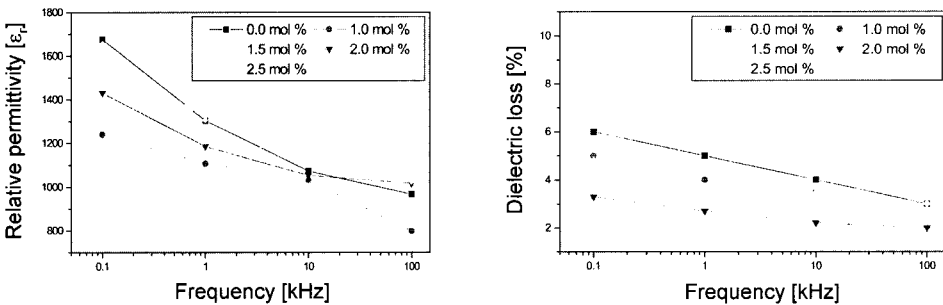 Relative permittivity [εr]
1800
1600
1400
1200
1000
800
0.1
1
10
100
Frequency [kHz]
0.0 mol %
1.0 mol %
1.5 mol %
2.0 mol %
2.5 mol %
Dielectric loss [%]
10
8
6
4
2
0.1
1
10
100
Frequency [kHz]
0.0 mol %
1.0 mol %
1.5 mol %
2.0 mol %
2.5 mol %